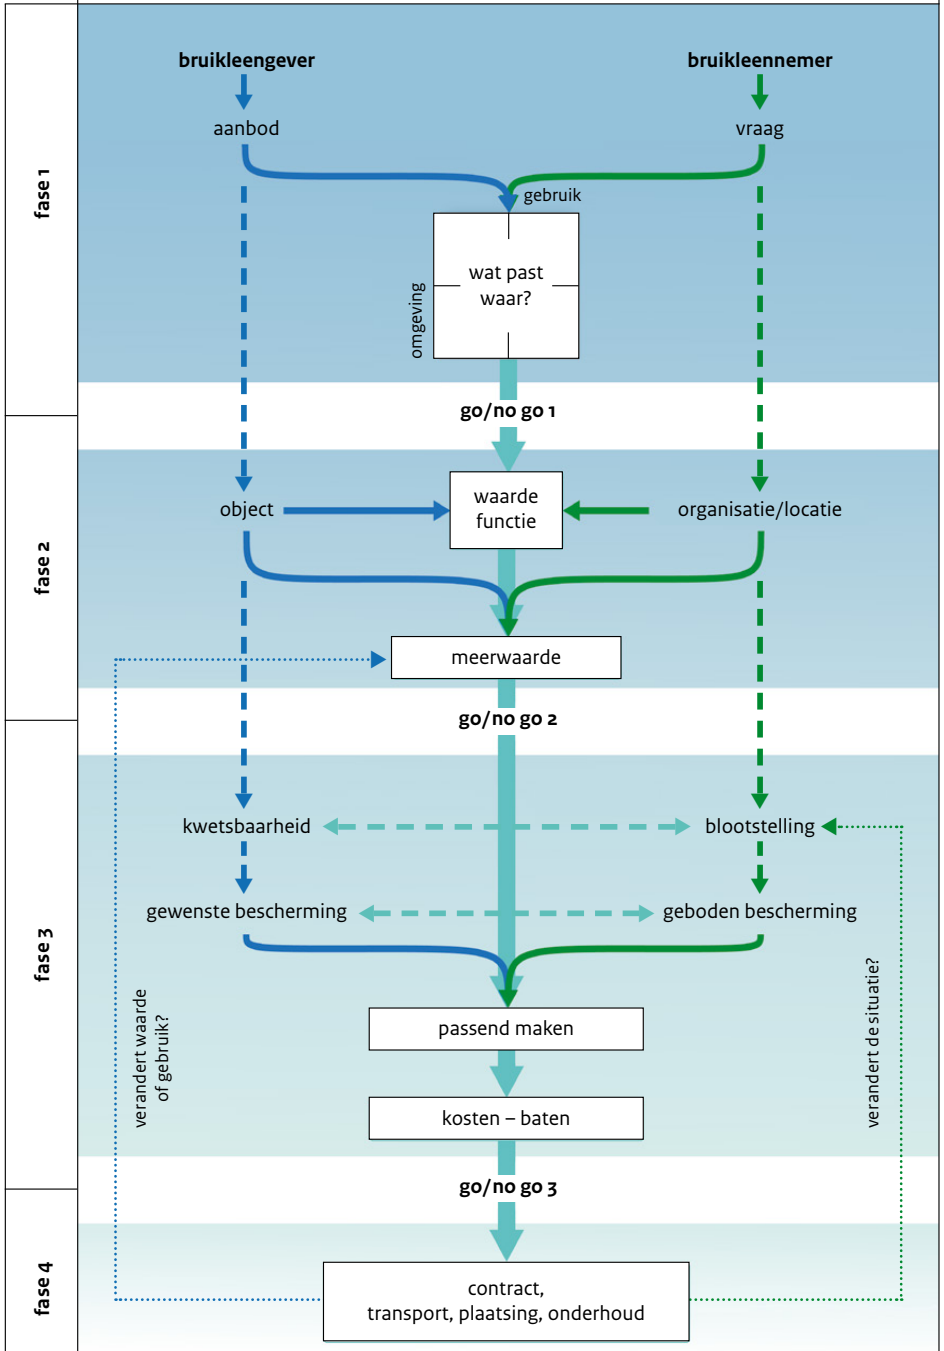 fase 1
bruikleengever
bruikleennemer
aanbod
vraag
gebruik
wat past
waar?
omgeving
go/no go 1
fase 2
object
waarde
functie
organisatie/locatie
meerwaarde
go/no go 2
fase 3
kwetsbaarheid
blootstelling
gewenste bescherming
geboden bescherming
verandert waarde
of gebruik?
verandert de situatie?
passend maken
kosten – baten
go/no go 3
fase 4
contract,
transport, plaatsing, onderhoud